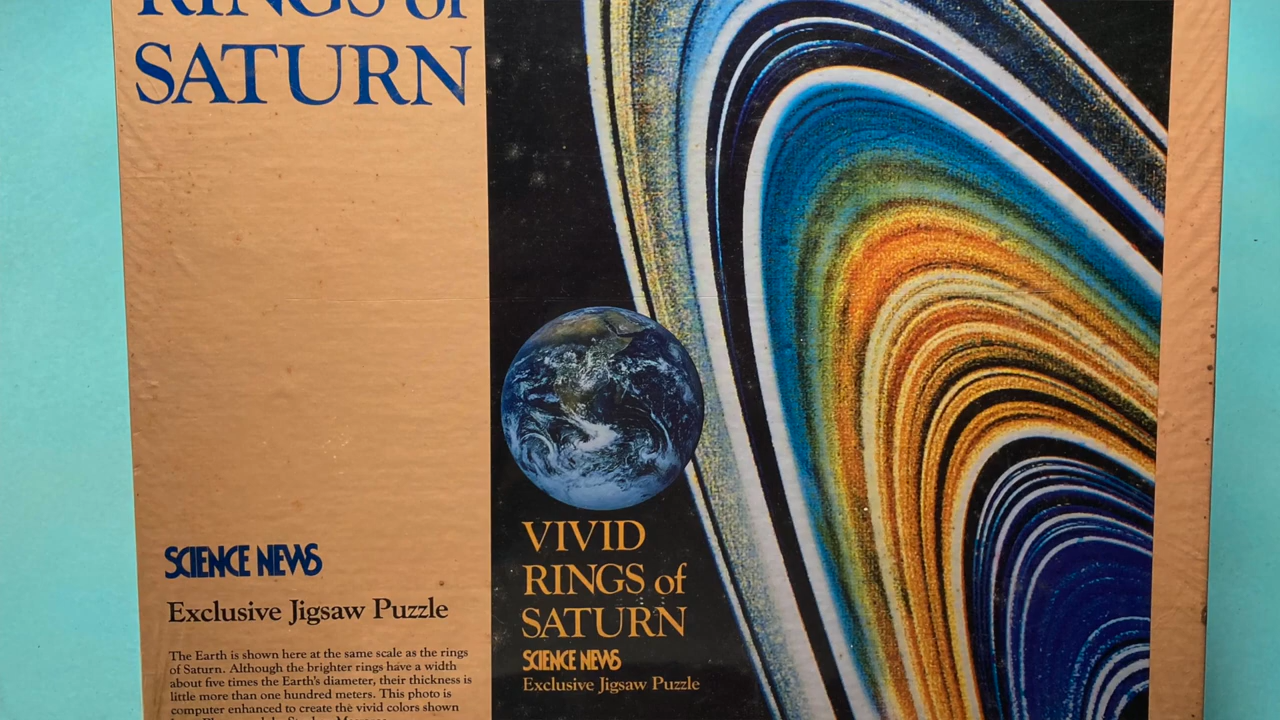 RINGS of
SATURN
SCIENCE NEWS
Exclusive Jigsaw Puzzle
The Earth is shown here at the same scale as the rings
of Saturn. Although the brighter rings have a width
about five times the Earth's diameter, their thickness is
little more than one hundred meters. This photo is
computer enhanced to create the vivid colors shown
VIVID
RINGS of
SATURN
SCIENCE NEWS
Exclusive Jigsaw Puzzle